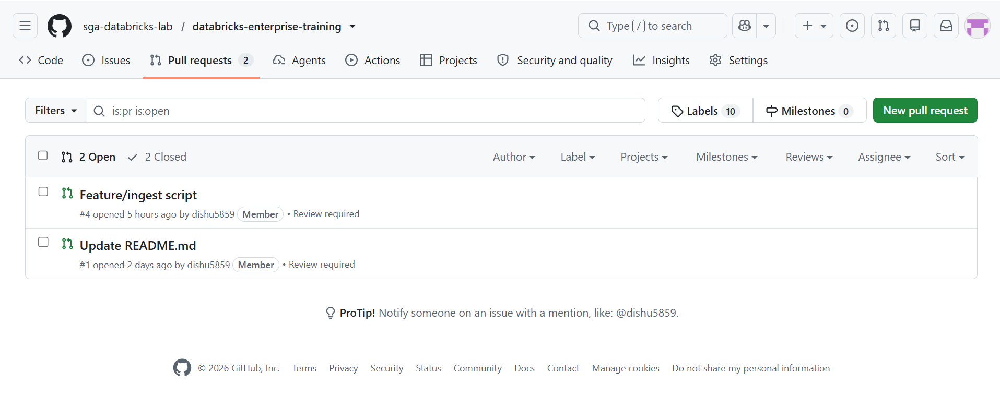 sga-databricks-lab / databricks-enterprise-training
Type / to search
Code Issues Pull requests 2 Agents Actions Projects Security and quality Insights Settings
Filters is:pr is:open Labels 10 Milestones 0 New pull request
2 Open 2 Closed Author Label Projects Milestones Reviews Assignee Sort
Feature/ingest script
#4 opened 5 hours ago by dishu5859 Member • Review required
Update README.md
#1 opened 2 days ago by dishu5859 Member • Review required
ProTip! Notify someone on an issue with a mention, like: @dishu5859.
© 2026 GitHub, Inc. Terms Privacy Security Status Community Docs Contact Manage cookies Do not share my personal information